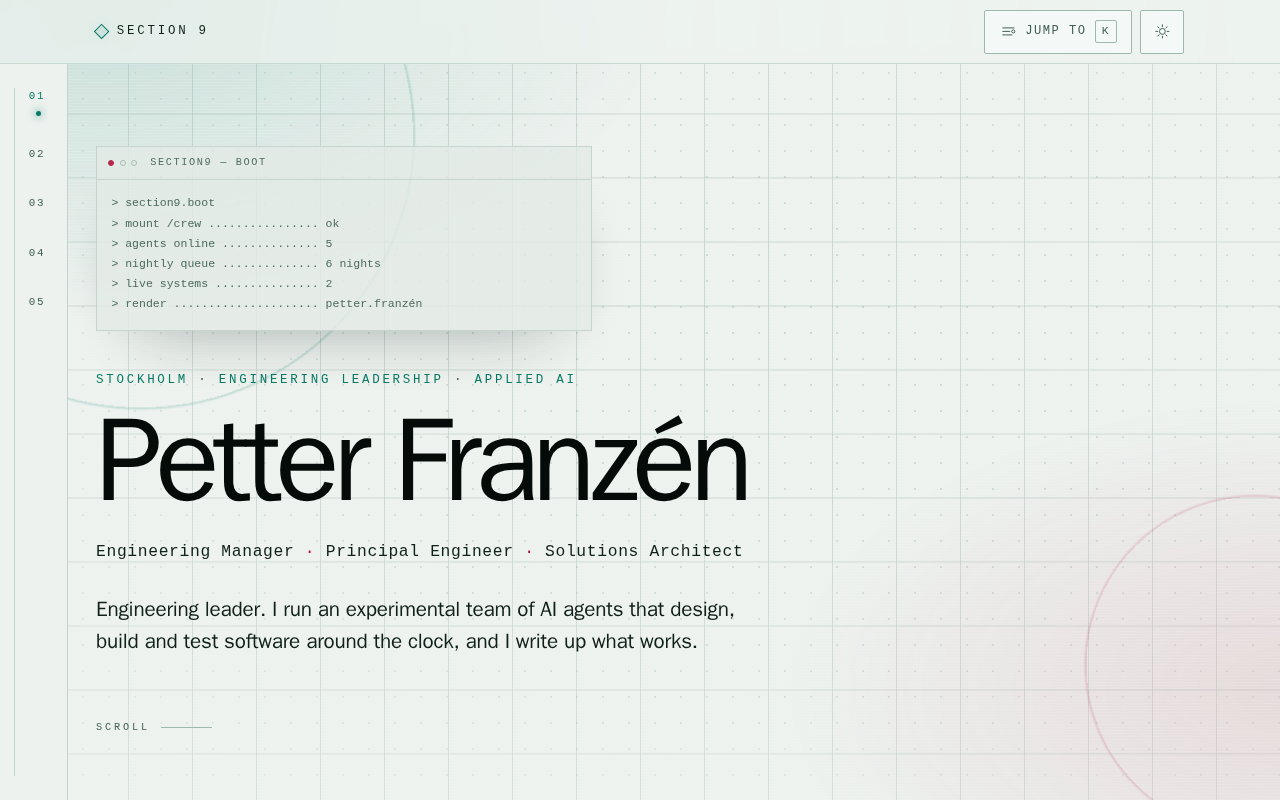 SECTION 9
JUMP TO K
01
02
03
04
05
SECTION9 — BOOT
> section9.boot
> mount /crew ................ ok
> agents online .............. 5
> nightly queue .............. 6 nights
> live systems ............... 2
> render ..................... petter.franzén
STOCKHOLM · ENGINEERING LEADERSHIP · APPLIED AI
Petter Franzén
Engineering Manager · Principal Engineer · Solutions Architect
Engineering leader. I run an experimental team of AI agents that design,
build and test software around the clock, and I write up what works.
SCROLL